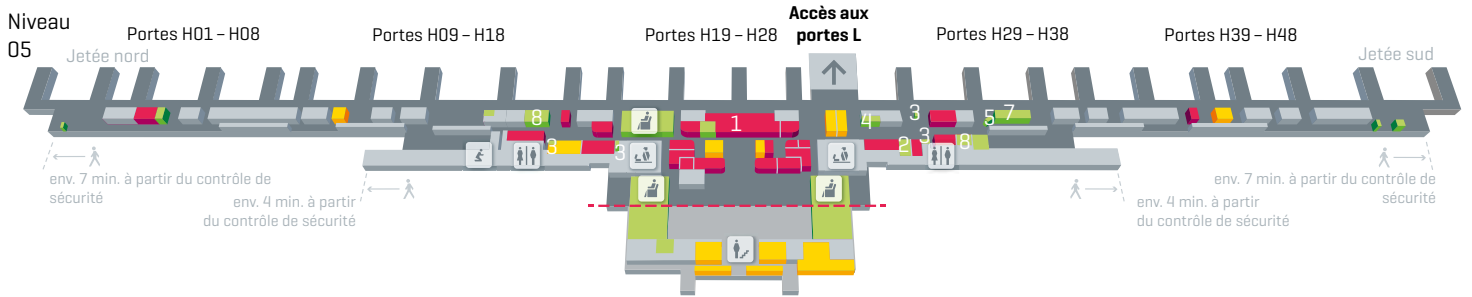 Niveau
05
Portes H01 – H08
Portes H09 – H18
Portes H19 – H28
Accès aux
portes L
Portes H29 – H38
Portes H39 – H48
Jetée nord
Jetée sud
8
1
4
3
5
7
3
3
2
3
8
env. 7 min. à partir du contrôle de
sécurité
env. 4 min. à partir
du contrôle de sécurité
env. 4 min. à partir
du contrôle de sécurité
env. 7 min. à partir du contrôle de
sécurité